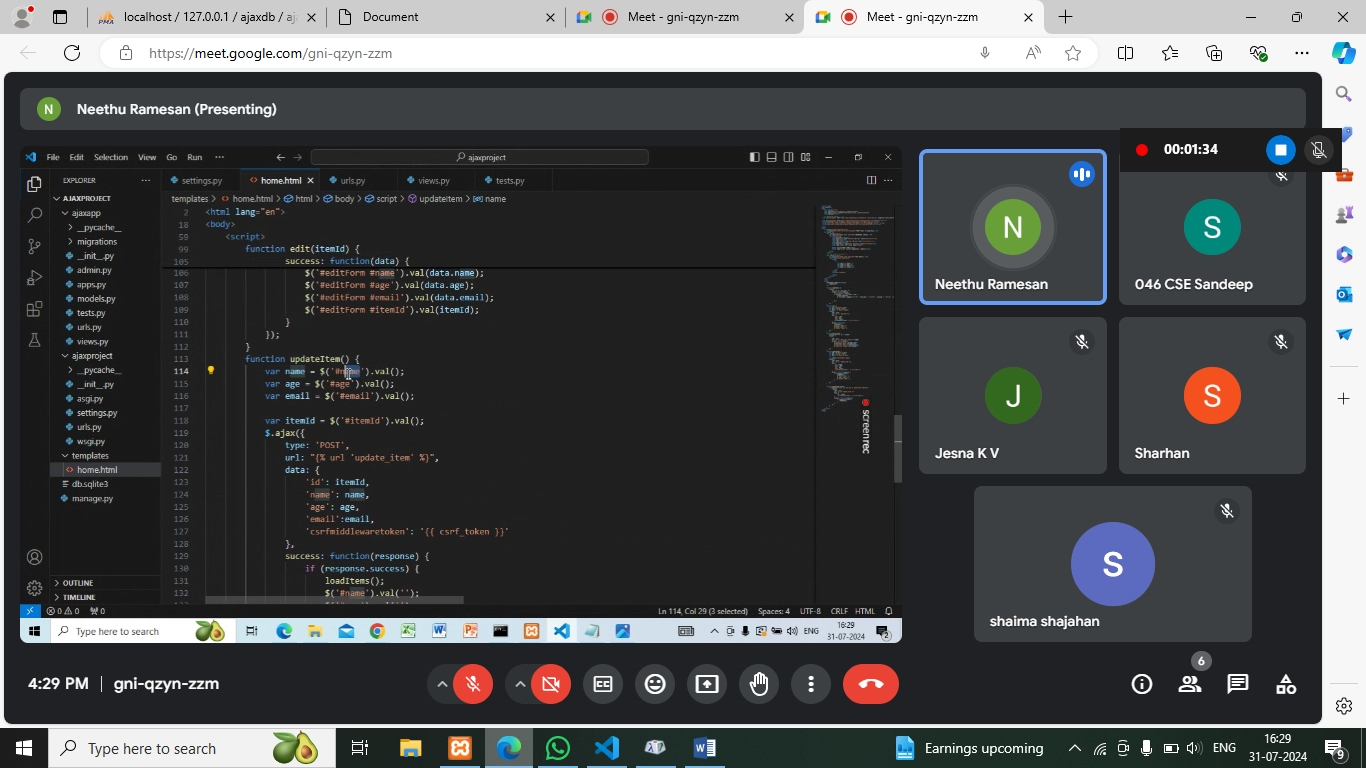 localhost / 127.0.0.1 / ajaxdb / aj
Document
Meet - gni-qzyn-zzm
Meet - gni-qzyn-zzm
https://meet.google.com/gni-qzyn-zzm
N Neethu Ramesan (Presenting)
00:01:34
File Edit Selection View Go Run ajaxproject
EXPLORER
settings.py home.html urls.py views.py tests.py
templates > home.html > html > body > script > updateItem > name
AJAXPROJECT
ajaxapp
__pycache__
migrations
__init__.py
admin.py
apps.py
models.py
tests.py
urls.py
views.py
ajaxproject
__pycache__
__init__.py
asgi.py
settings.py
urls.py
wsgi.py
templates
home.html
db.sqlite3
manage.py
OUTLINE
TIMELINE
2 <html lang="en">
18 <body>
<script>
99 function edit(itemId) {
105 success: function(data) {
106 $('#editForm #name').val(data.name);
107 $('#editForm #age').val(data.age);
108 $('#editForm #email').val(data.email);
109 $('#editForm #itemId').val(itemId);
110 }
111 });
112 }
113 function updateItem() {
114 var name = $('#name').val();
115 var age = $('#age').val();
116 var email = $('#email').val();
117
118 var itemId = $('#itemId').val();
119 $.ajax({
120 type: 'POST',
121 url: "{% url 'update_item' %}",
122 data: {
123 'id': itemId,
124 'name': name,
125 'age': age,
126 'email':email,
127 'csrfmiddlewaretoken': '{{ csrf_token }}'
128 },
129 success: function(response) {
130 if (response.success) {
131 loadItems();
132 $('#name').val('');
screenrec
0 0 0 Ln 114, Col 29 (3 selected) Spaces: 4 UTF-8 CRLF HTML
Type here to search
ENG
16:29
31-07-2024
2
N
Neethu Ramesan
S
046 CSE Sandeep
J
Jesna K V
S
Sharhan
S
shaima shajahan
4:29 PM | gni-qzyn-zzm
6
Type here to search
Earnings upcoming
ENG
16:29
31-07-2024
9